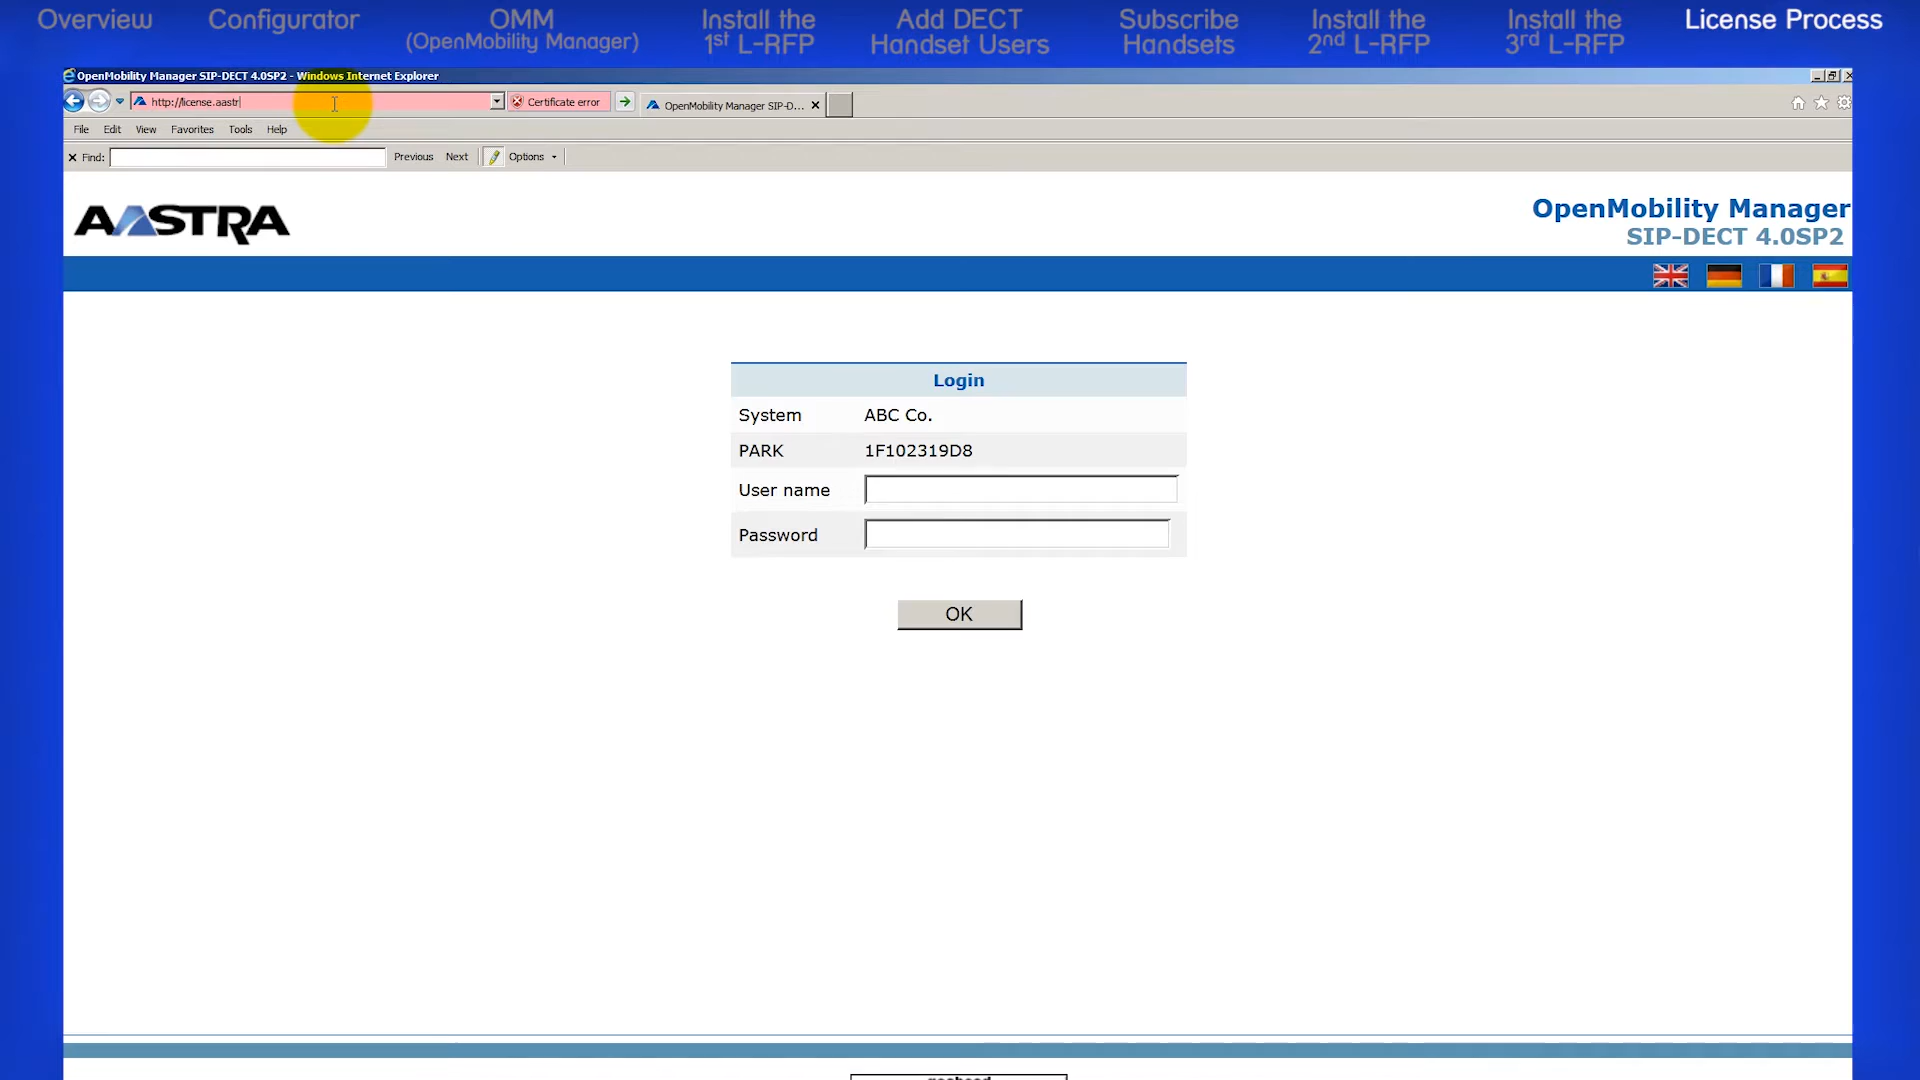 Overview
Configurator
OMM
(OpenMobility Manager)
Install the
1st L-RFP
Add DECT
Handset Users
Subscribe
Handsets
Install the
2nd L-RFP
Install the
3rd L-RFP
License Process
OpenMobility Manager SIP-DECT 4.0SP2 - Windows Internet Explorer
http://license.aastr
Certificate error
OpenMobility Manager SIP-D...
File Edit View Favorites Tools Help
Find:
Previous Next Options
AASTRA
OpenMobility Manager
SIP-DECT 4.0SP2
Login
System ABC Co.
PARK 1F102319D8
User name
Password
OK